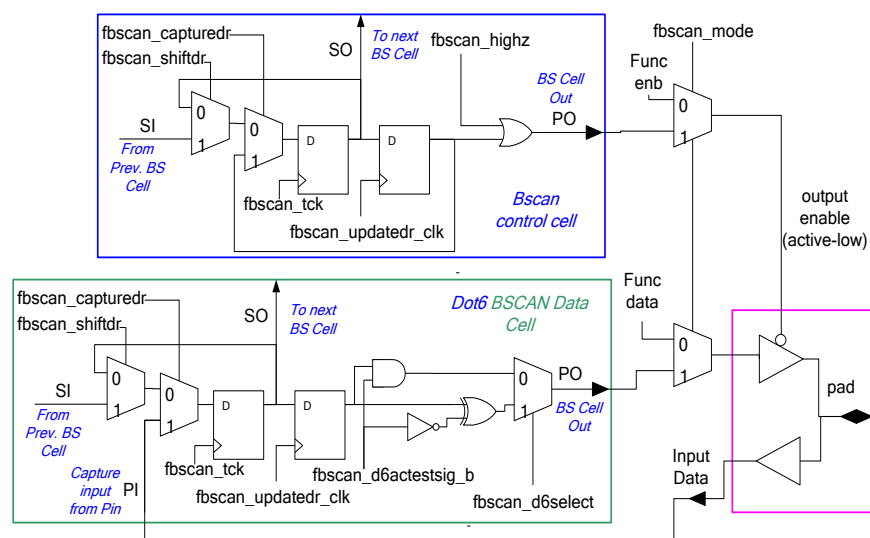 fbscan_capturedr
fbscan_shiftdr
SO
To next
BS Cell
fbscan_highz
fbscan_mode
Func
enb
BS Cell
Out
PO
0
1
0
1
D
D
0
1
SI
From
Prev. BS
Cell
fbscan_tck
fbscan_updatedr_clk
Bscan
control cell
output
enable
(active-low)
fbscan_capturedr
fbscan_shiftdr
SO
To next
BS Cell
Dot6 BSCAN Data
Cell
Func
data
0
1
0
1
D
D
0
1
PO
BS Cell
Out
0
1
pad
SI
From
Prev. BS
Cell
fbscan_tck
fbscan_d6actestsig_b
Capture
input
from Pin
PI
fbscan_updatedr_clk
fbscan_d6select
Input
Data